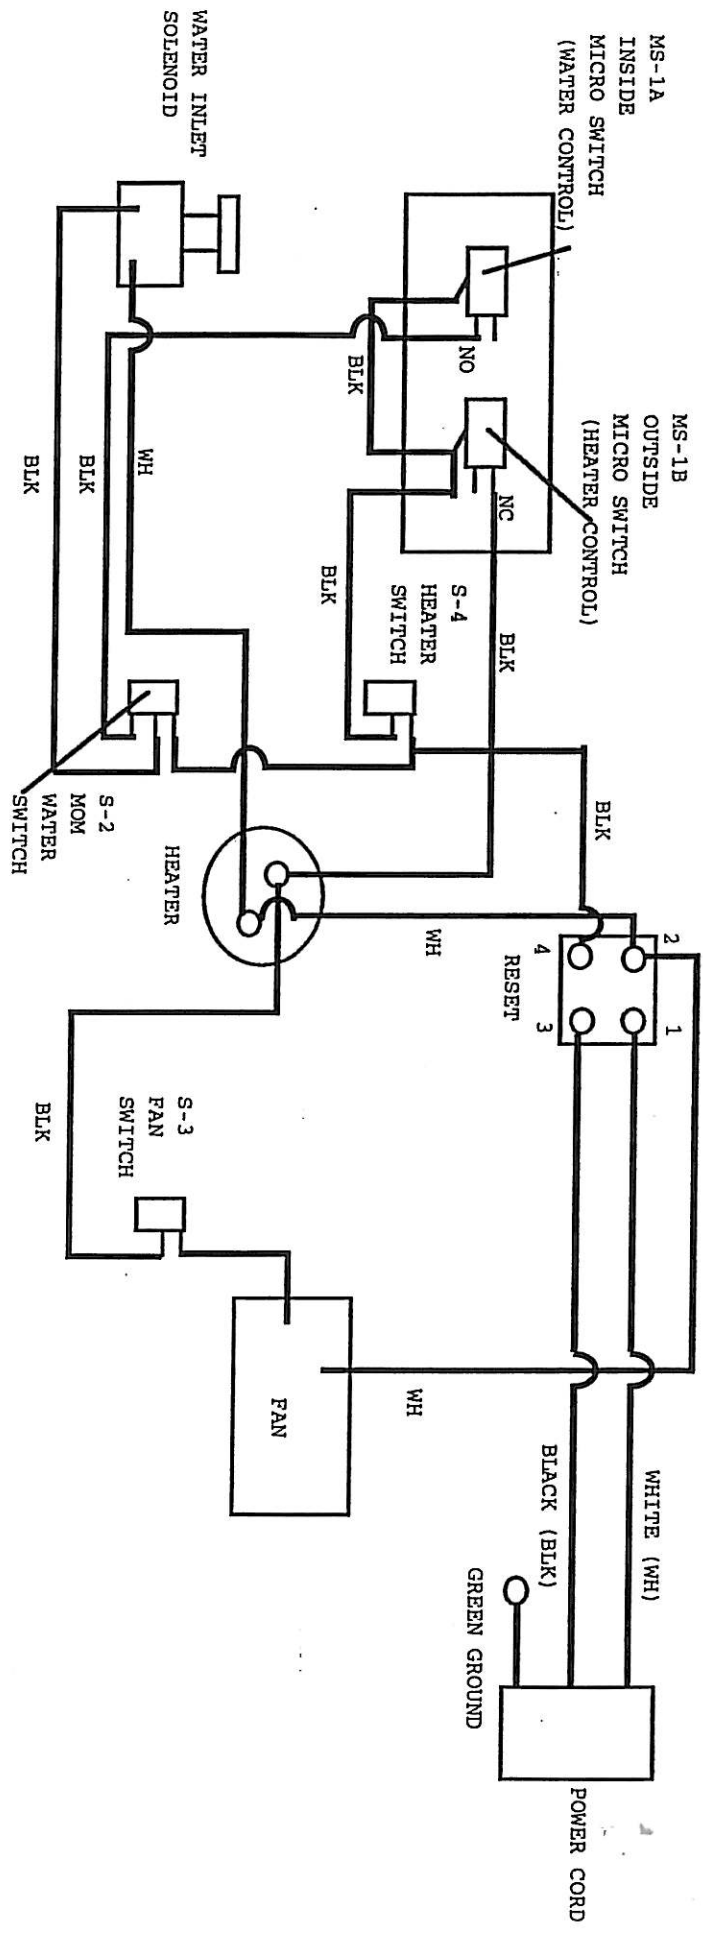 MS-1A
INSIDE
MICRO SWITCH
(WATER CONTROL)
MS-1B
OUTSIDE
MICRO SWITCH
(HEATER CONTROL)
WATER INLET
SOLENOID
NO
NC
BLK
BLK
BLK
WH
BLK
BLK
S-4
HEATER
SWITCH
BLK
S-2
MOM
WATER
SWITCH
HEATER
WH
2
1
4
3
RESET
S-3
FAN
SWITCH
BLK
FAN
WH
WHITE (WH)
BLACK (BLK)
GREEN GROUND
POWER CORD